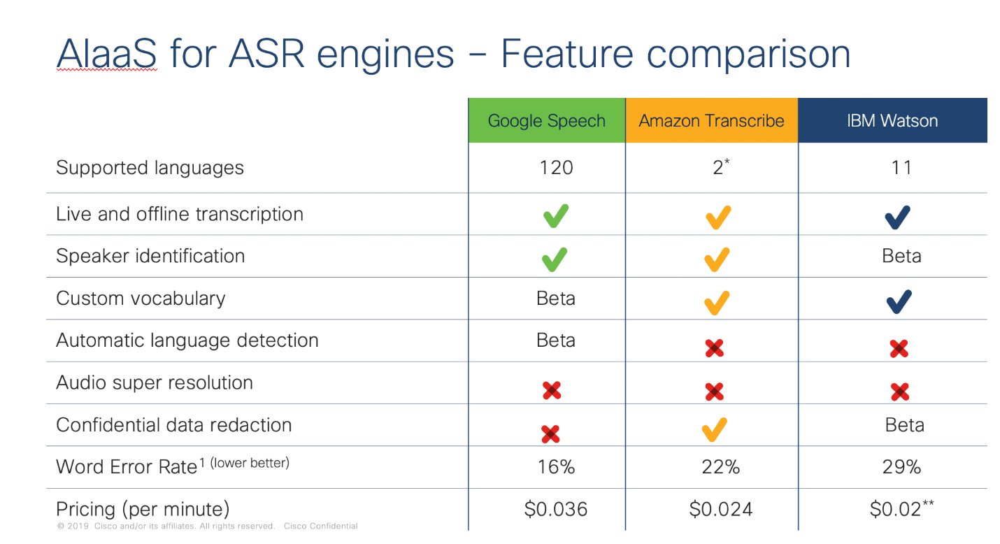 AIaaS for ASR engines – Feature comparison
Google Speech Amazon Transcribe IBM Watson
Supported languages 120 2* 11
Live and offline transcription
Speaker identification Beta
Custom vocabulary Beta
Automatic language detection Beta
Audio super resolution
Confidential data redaction Beta
Word Error Rate1 (lower better) 16% 22% 29%
Pricing (per minute) $0.036 $0.024 $0.02**
© 2019 Cisco and/or its affiliates. All rights reserved. Cisco Confidential